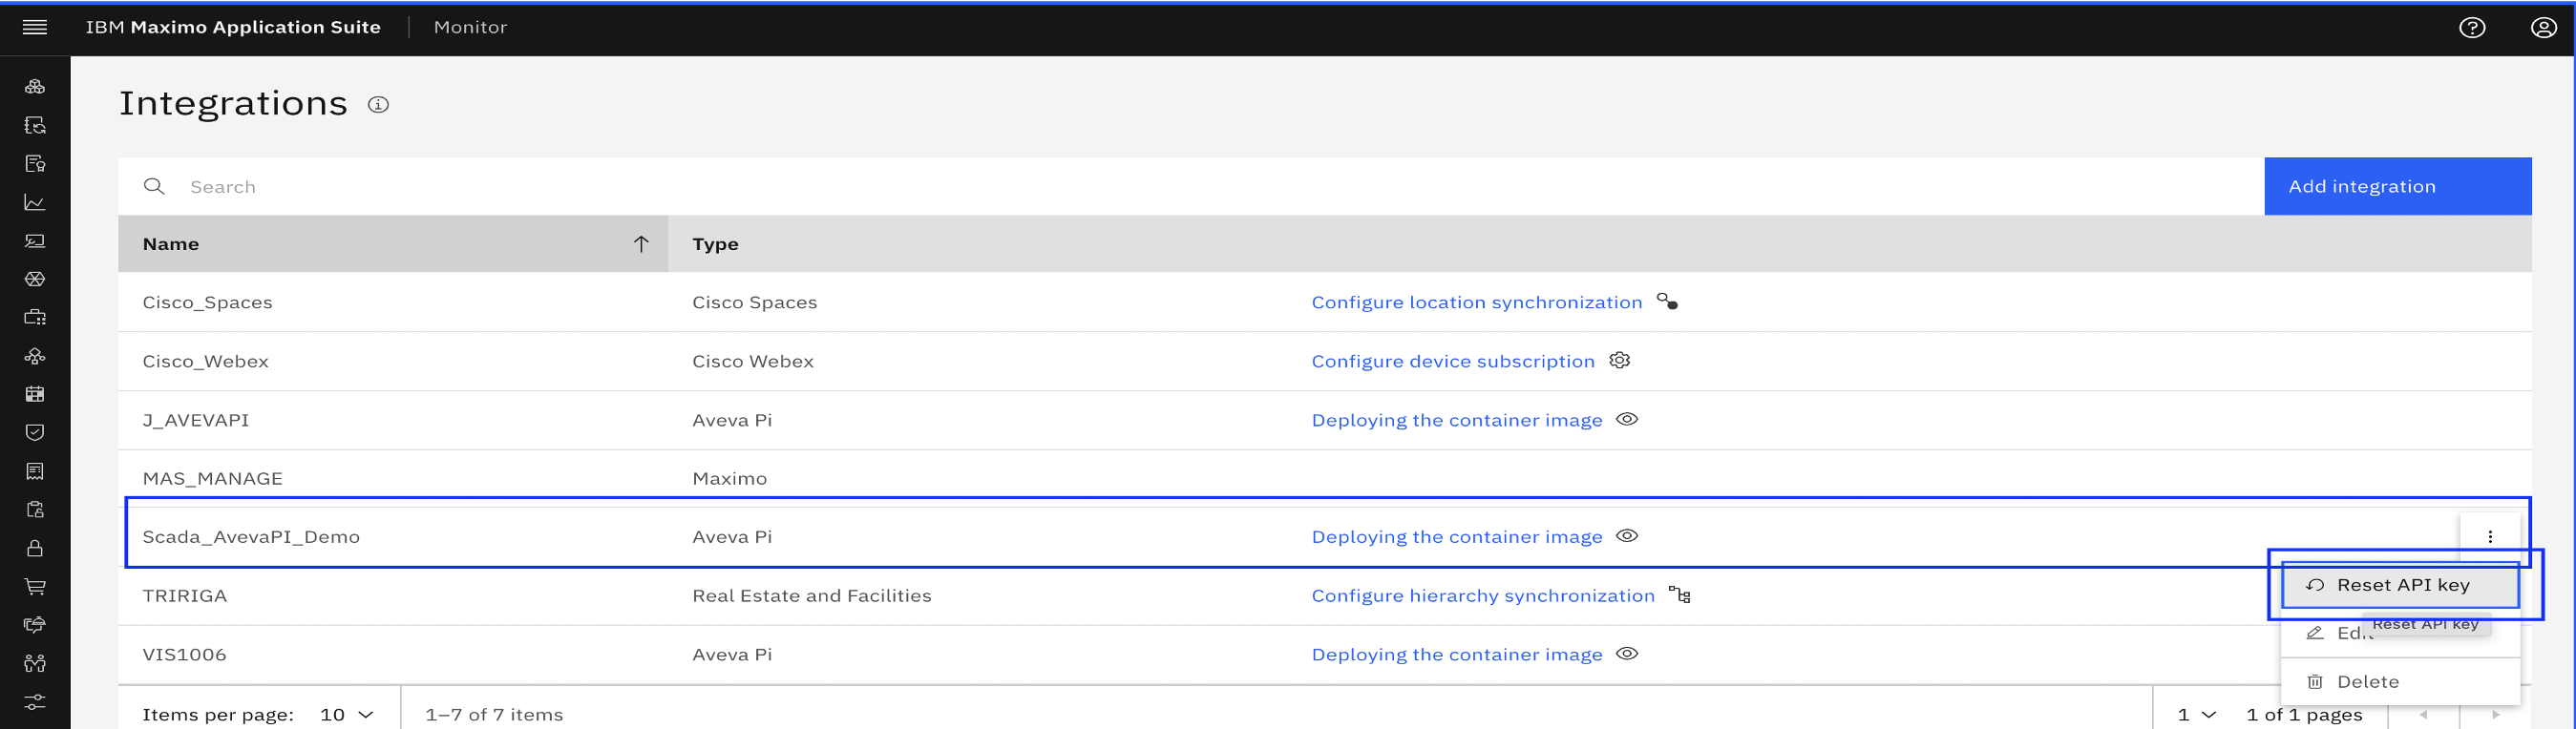 IBM Maximo Application Suite | Monitor
Integrations
Search
Add integration
Name Type
Cisco_Spaces Cisco Spaces Configure location synchronization
Cisco_Webex Cisco Webex Configure device subscription
J_AVEVAPI Aveva Pi Deploying the container image
MAS_MANAGE Maximo
Scada_AvevaPI_Demo Aveva Pi Deploying the container image
Reset API key
TRIRIGA Real Estate and Facilities Configure hierarchy synchronization
Reset API key
Edit
VIS1006 Aveva Pi Deploying the container image
Delete
Items per page: 10 1–7 of 7 items 1 1 of 1 pages